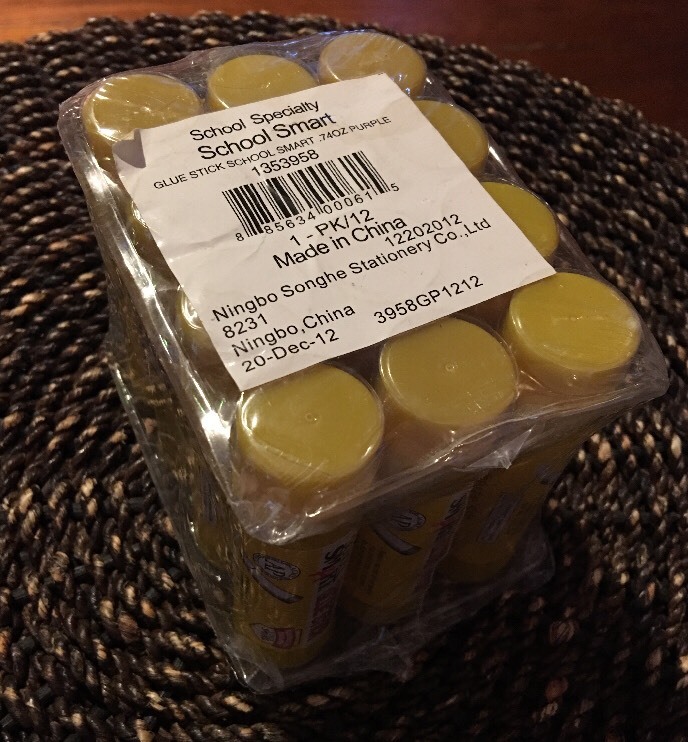 School Specialty
School Smart
GLUE STICK SCHOOL SMART .74OZ PURPLE
1353958
8 85634 00061 5
1 - PK/12
Made in China
12202012
Ningbo Songhe Stationery Co.,Ltd
8231
Ningbo,China
3958GP1212
20-Dec-12